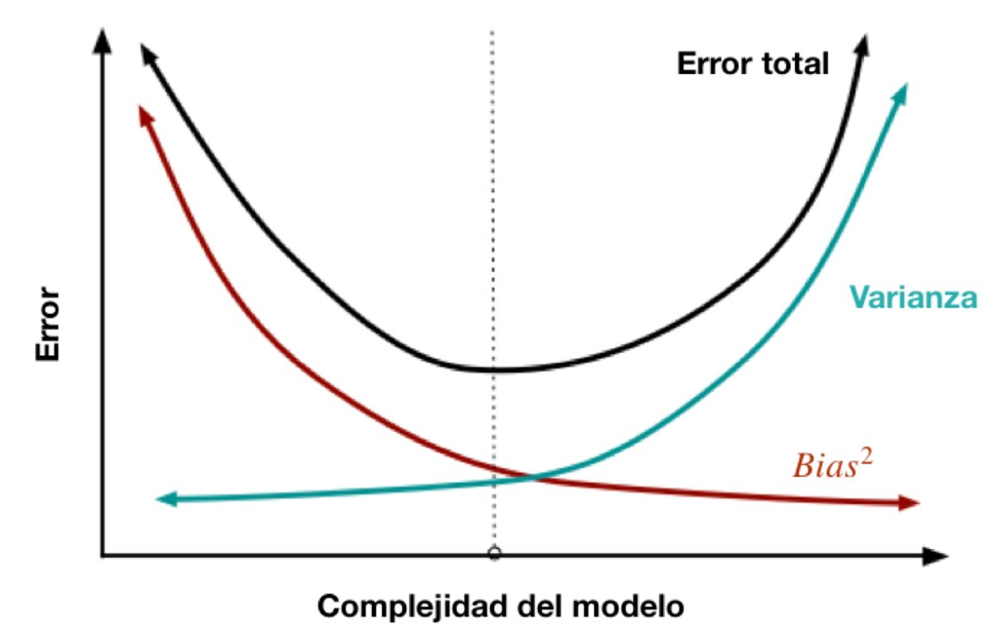 Error total
Error
Varianza
Bias²
Complejidad del modelo